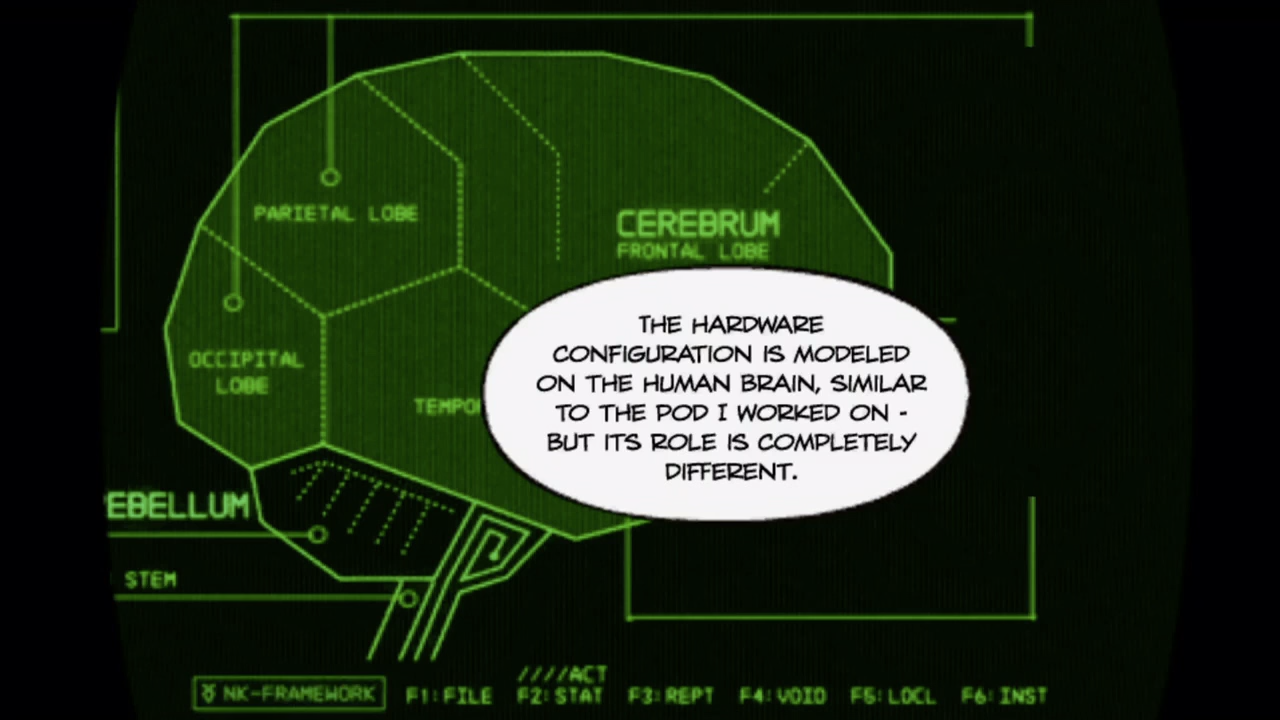 PARIETAL LOBE
CEREBRUM
FRONTAL LOBE
THE HARDWARE
CONFIGURATION IS MODELED
ON THE HUMAN BRAIN, SIMILAR
TO THE POD I WORKED ON -
BUT ITS ROLE IS COMPLETELY
DIFFERENT.
OCCIPITAL
LOBE
TEMPO
EBELLUM
STEM
////ACT
NK-FRAMEWORK F1:FILE F2:STAT F3:REPT F4:VOID F5:LOCL F6:INST